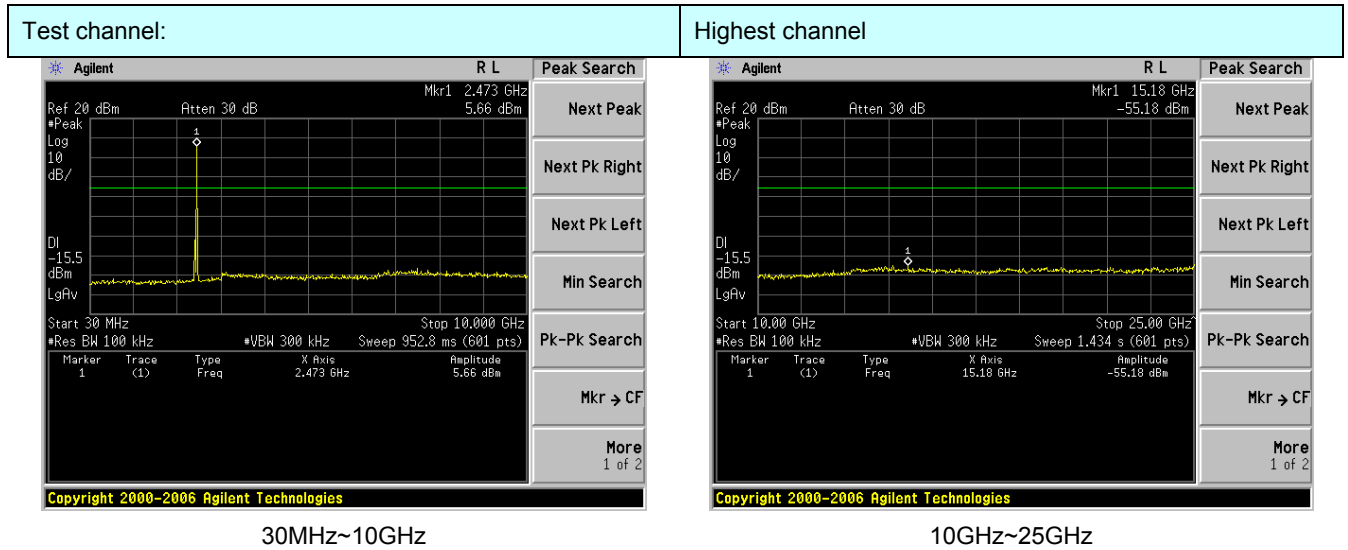 Test channel:
Highest channel
Agilent
R L
Peak Search
Mkr1 2.473 GHz
Ref 20 dBm
Atten 30 dB
5.66 dBm
#Peak
Log
10
dB/
1
DI
-15.5
dBm
LgAv
Start 30 MHz
Stop 10.000 GHz
#Res BW 100 kHz
#VBW 300 kHz
Sweep 952.8 ms (601 pts)
Marker Trace Type X Axis Amplitude
1 (1) Freq 2.473 GHz 5.66 dBm
Next Peak
Next Pk Right
Next Pk Left
Min Search
Pk-Pk Search
Mkr → CF
More
1 of 2
Copyright 2000-2006 Agilent Technologies
30MHz~10GHz
Agilent
R L
Peak Search
Mkr1 15.18 GHz
Ref 20 dBm
Atten 30 dB
-55.18 dBm
#Peak
Log
10
dB/
1
DI
-15.5
dBm
LgAv
Start 10.00 GHz
Stop 25.00 GHz^
#Res BW 100 kHz
#VBW 300 kHz
Sweep 1.434 s (601 pts)
Marker Trace Type X Axis Amplitude
1 (1) Freq 15.18 GHz -55.18 dBm
Next Peak
Next Pk Right
Next Pk Left
Min Search
Pk-Pk Search
Mkr → CF
More
1 of 2
Copyright 2000-2006 Agilent Technologies
10GHz~25GHz